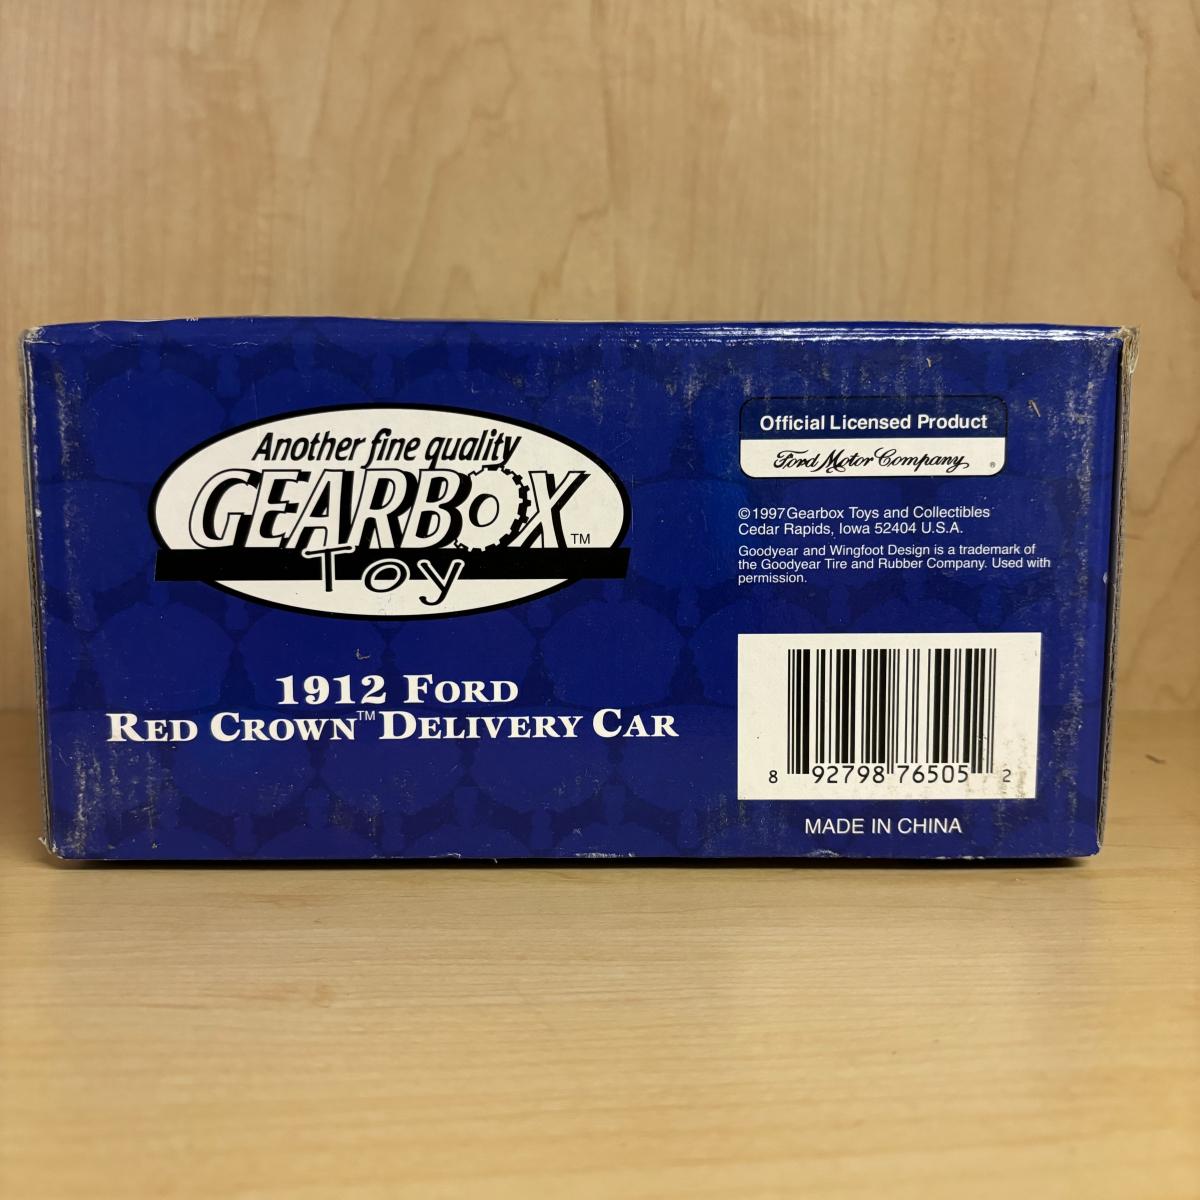 Another fine quality
GEARBOX TM
Toy
1912 FORD
RED CROWN™ DELIVERY CAR
Official Licensed Product
Ford Motor Company ®
©1997 Gearbox Toys and Collectibles
Cedar Rapids, Iowa 52404 U.S.A.
Goodyear and Wingfoot Design is a trademark of
the Goodyear Tire and Rubber Company. Used with
permission.
8 92798 76505 2
MADE IN CHINA